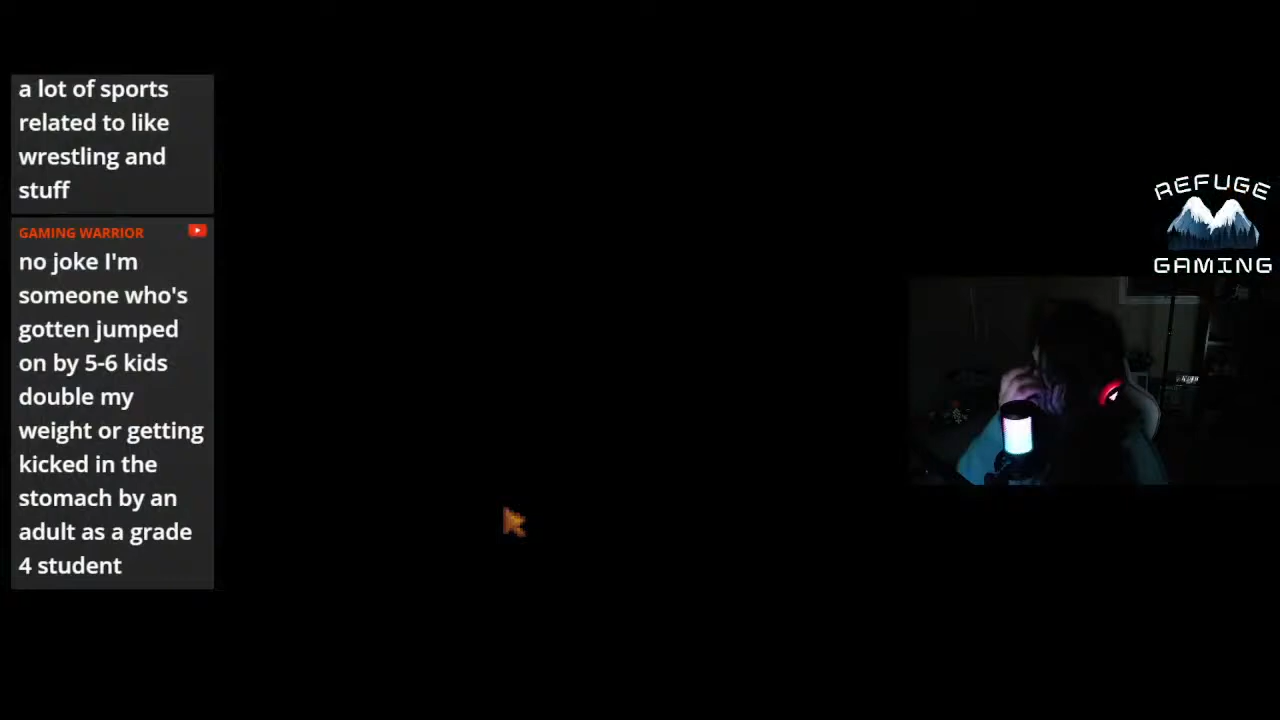 a lot of sports
related to like
wrestling and
stuff
GAMING WARRIOR
no joke I'm
someone who's
gotten jumped
on by 5-6 kids
double my
weight or getting
kicked in the
stomach by an
adult as a grade
4 student
REFUGE
GAMING